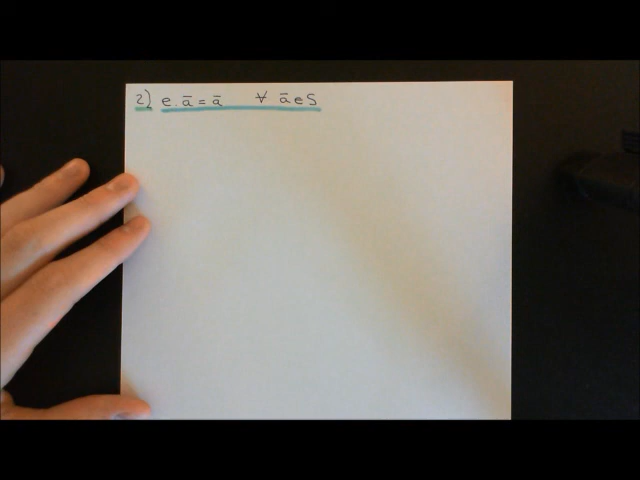 2) e.ā = ā ∀ ā ∈ S